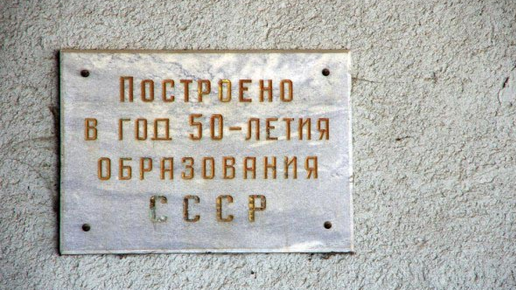 Построено
в год 50-летия
образования
СССР